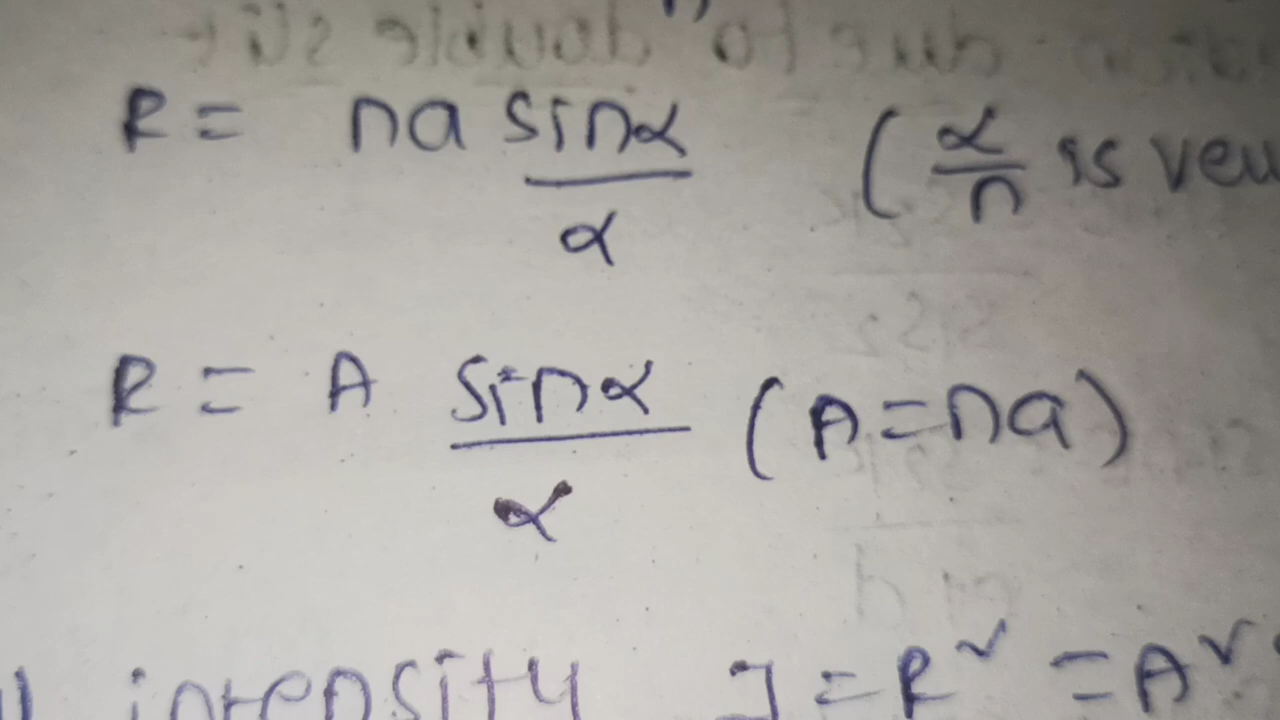 R = na sinα/α (α/n is ver
R = A sinα/α (A = na)
intensity I = R² = A²